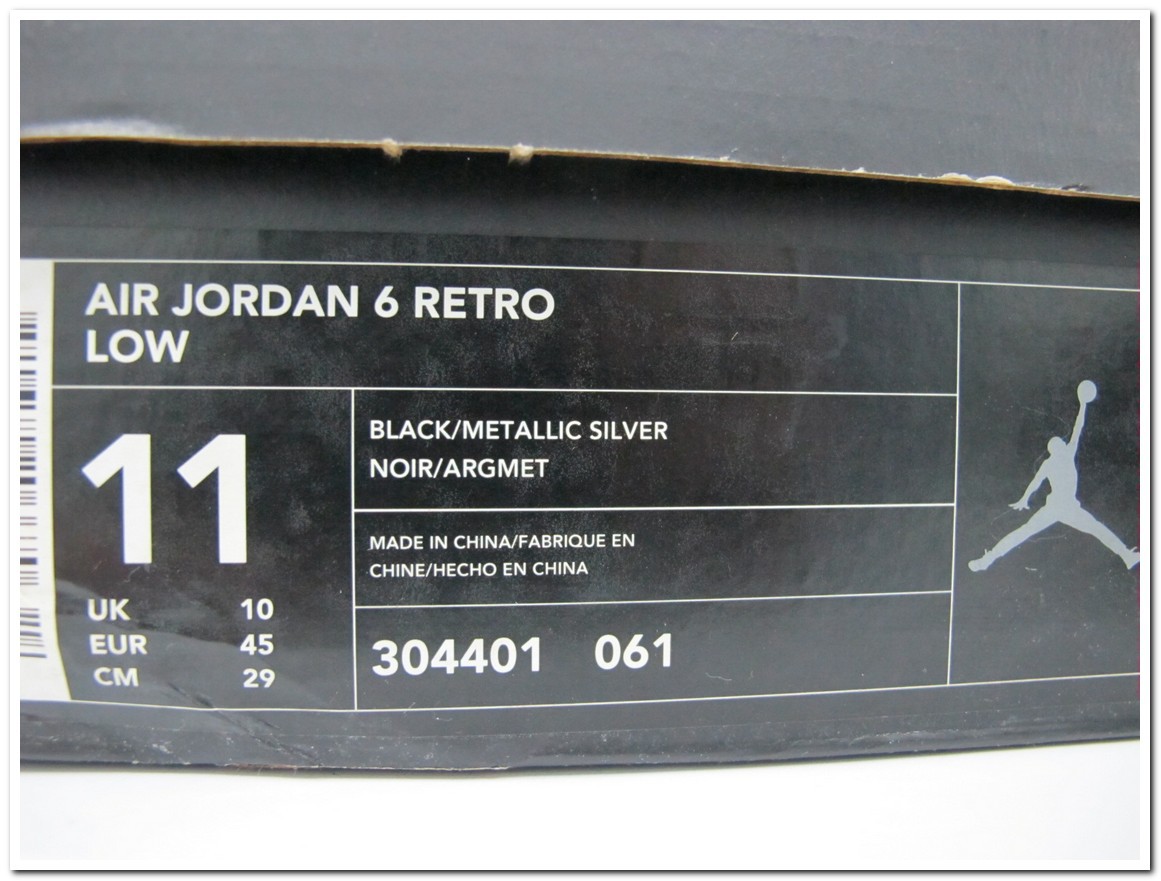 AIR JORDAN 6 RETRO
LOW
11
UK 10
EUR 45
CM 29
BLACK/METALLIC SILVER
NOIR/ARGMET
MADE IN CHINA/FABRIQUE EN
CHINE/HECHO EN CHINA
304401 061